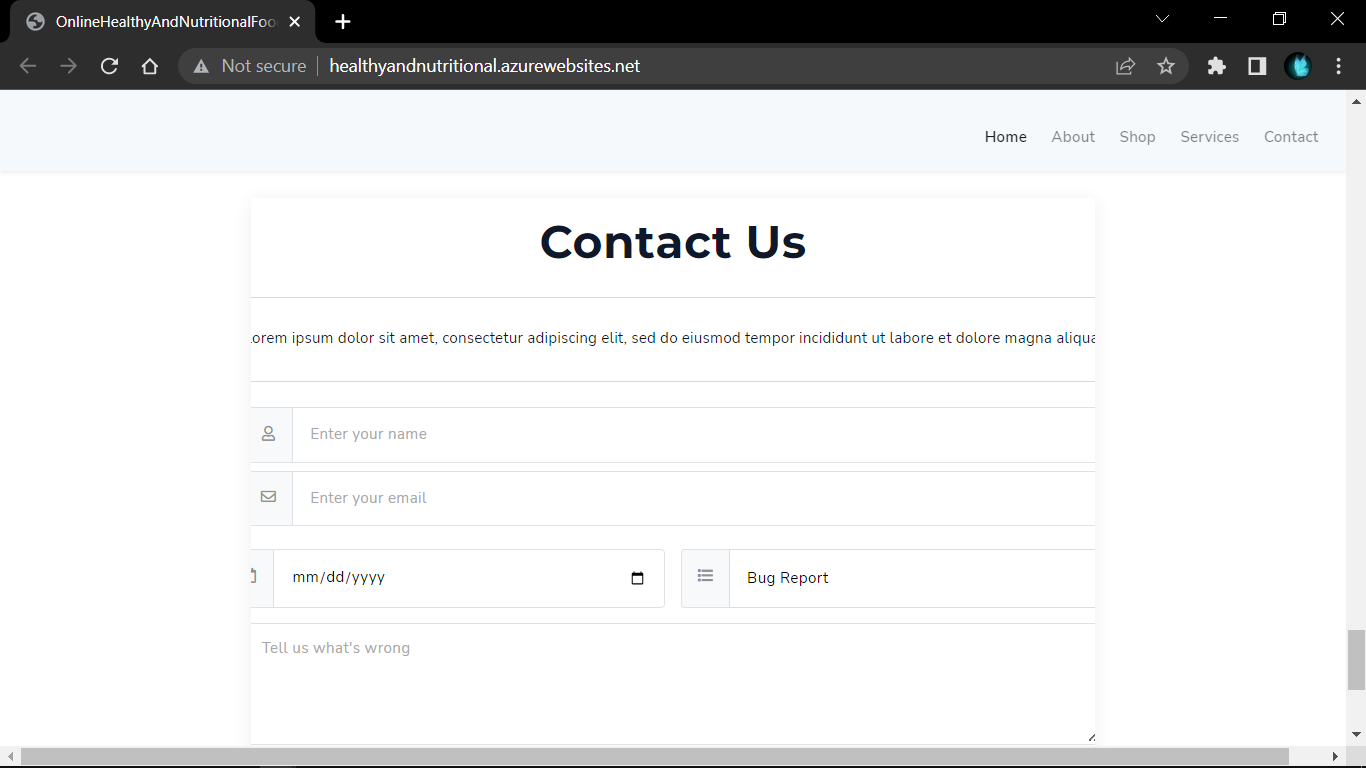 OnlineHealthyAndNutritionalFoo
Not secure
healthyandnutritional.azurewebsites.net
Home About Shop Services Contact
Contact Us
orem ipsum dolor sit amet, consectetur adipiscing elit, sed do eiusmod tempor incididunt ut labore et dolore magna aliqua
Enter your name
Enter your email
mm/dd/yyyy Bug Report
Tell us what's wrong